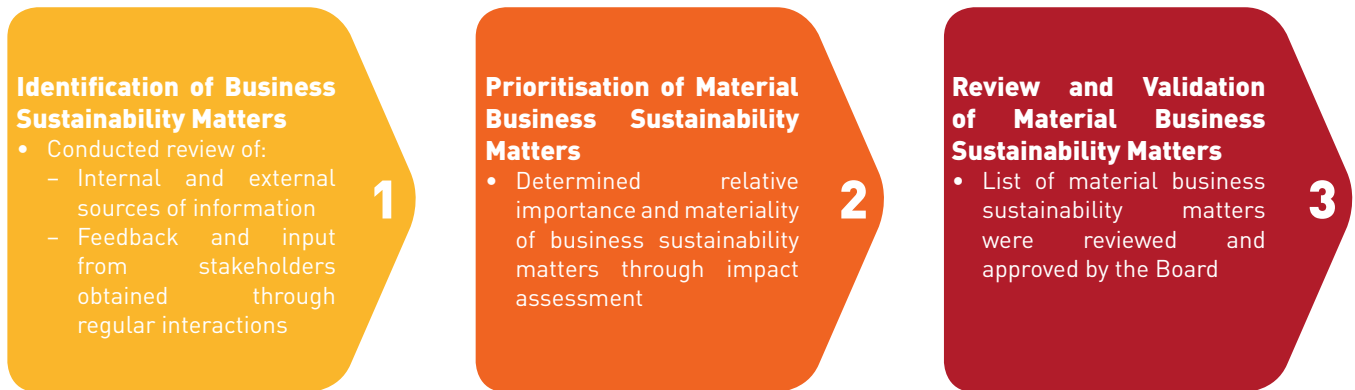 Identification of Business
Sustainability Matters
• Conducted review of:
– Internal and external
sources of information
– Feedback and input
from stakeholders
obtained through
regular interactions
1
Prioritisation of Material
Business Sustainability
Matters
• Determined relative
importance and materiality
of business sustainability
matters through impact
assessment
2
Review and Validation
of Material Business
Sustainability Matters
• List of material business
sustainability matters
were reviewed and
approved by the Board
3